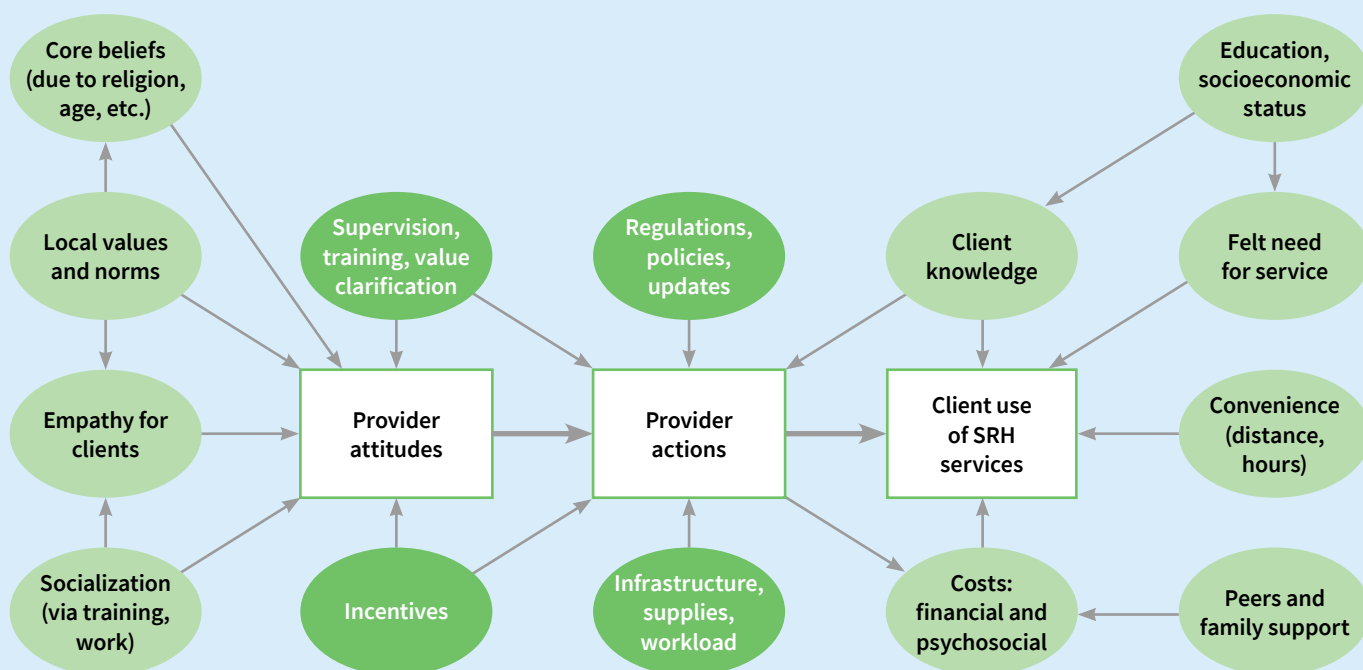 Core beliefs
(due to religion,
age, etc.)
Education,
socioeconomic
status
Local values
and norms
Supervision,
training, value
clarification
Regulations,
policies,
updates
Client
knowledge
Felt need
for service
Empathy for
clients
Provider
attitudes
Provider
actions
Client use
of SRH
services
Convenience
(distance,
hours)
Socialization
(via training,
work)
Incentives
Infrastructure,
supplies,
workload
Costs:
financial and
psychosocial
Peers and
family support